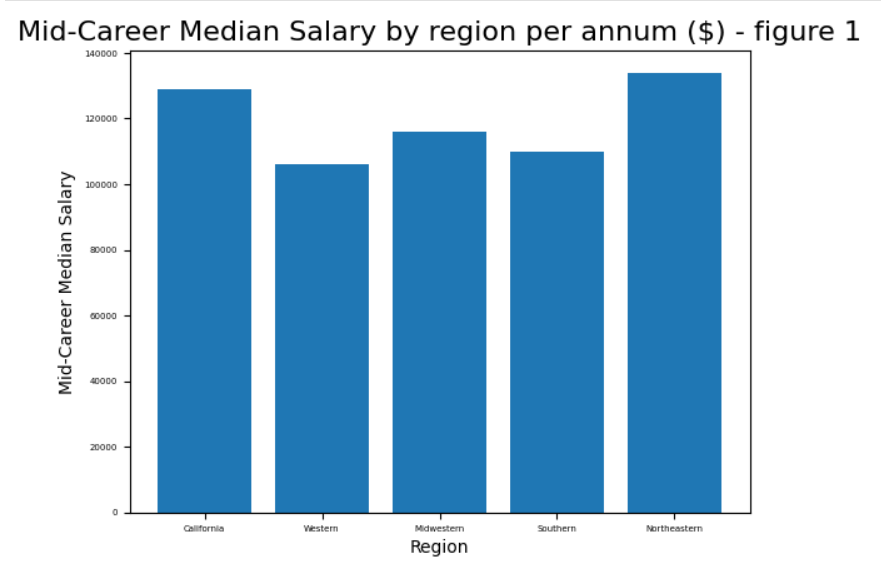 Mid-Career Median Salary by region per annum ($) - figure 1
Mid-Career Median Salary
140000
120000
100000
80000
60000
40000
20000
0
California Western Midwestern Southern Northeastern
Region